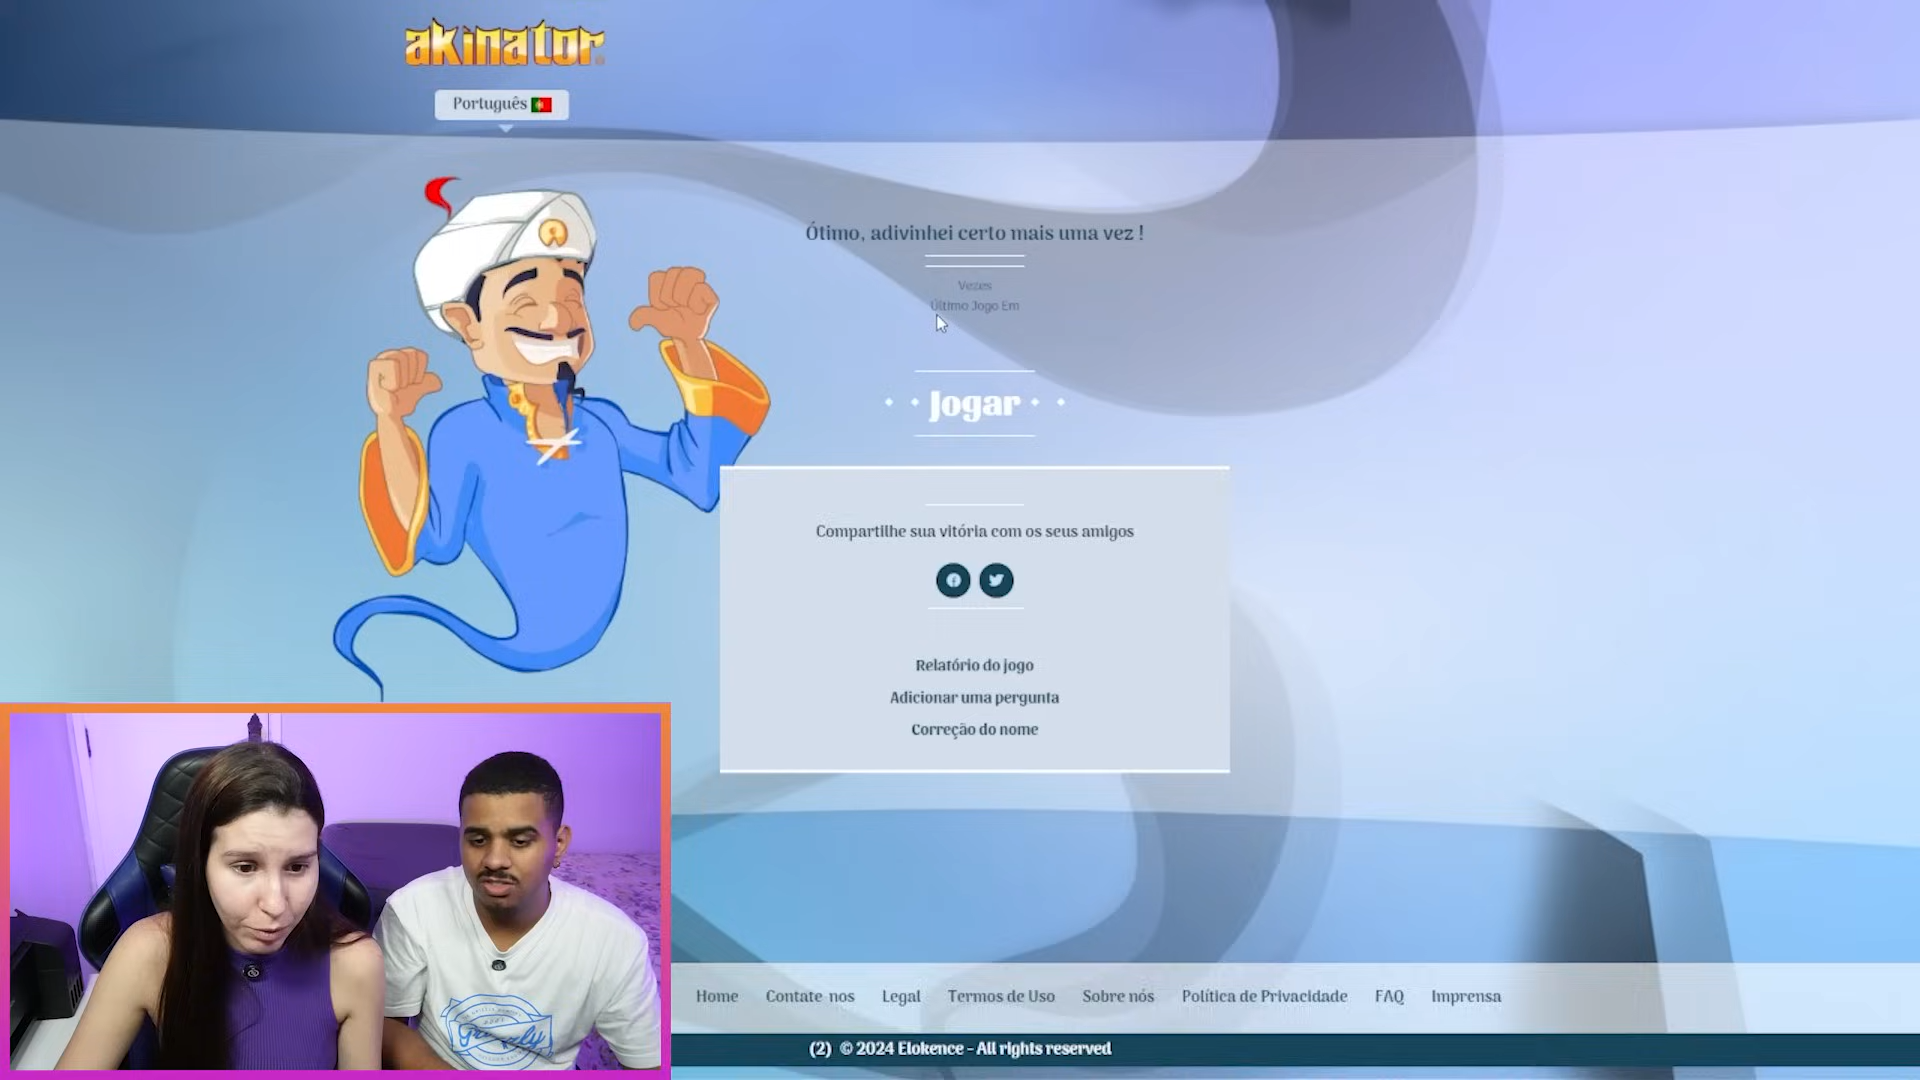 akinator
Português
Ótimo, adivinhei certo mais uma vez !
Vezes
Último Jogo Em
Jogar
Compartilhe sua vitória com os seus amigos
Relatório do jogo
Adicionar uma pergunta
Correção do nome
Home Contate-nos Legal Termos de Uso Sobre nós Política de Privacidade FAQ Imprensa
(2) © 2024 Elokence - All rights reserved